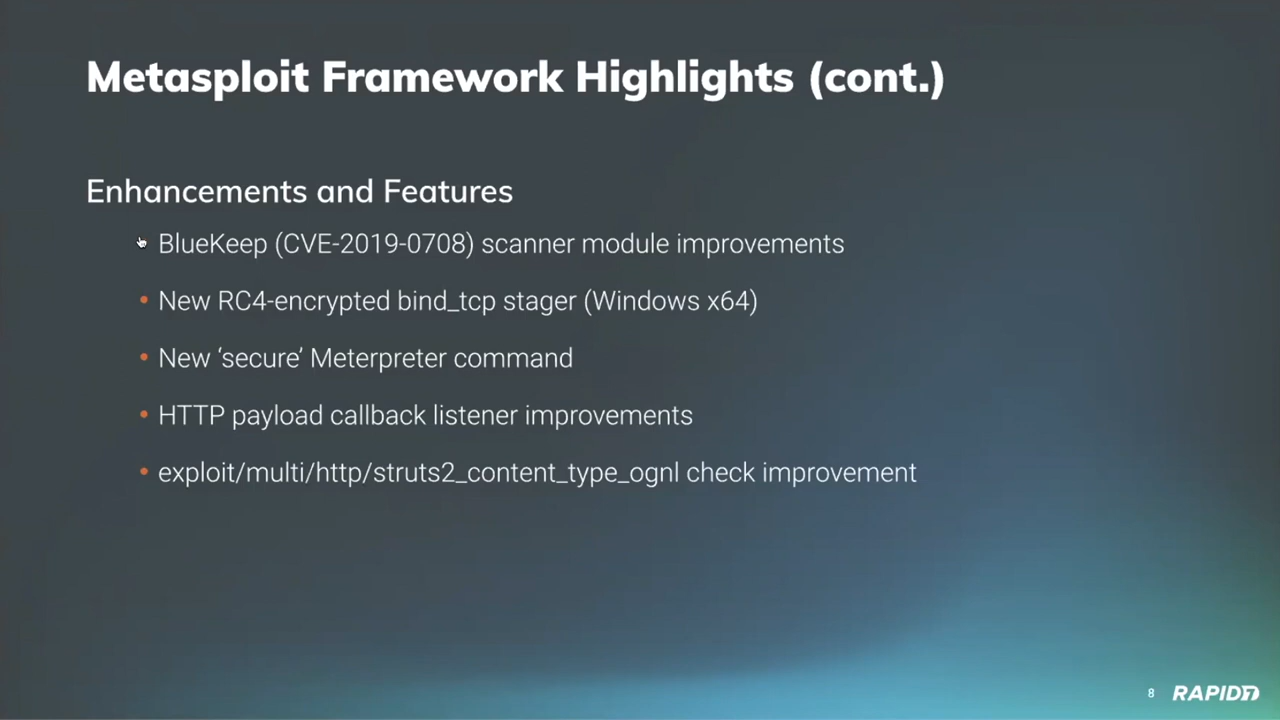 Metasploit Framework Highlights (cont.)
Enhancements and Features
BlueKeep (CVE-2019-0708) scanner module improvements
• New RC4-encrypted bind_tcp stager (Windows x64)
• New ‘secure’ Meterpreter command
• HTTP payload callback listener improvements
• exploit/multi/http/struts2_content_type_ognl check improvement
8 RAPID7